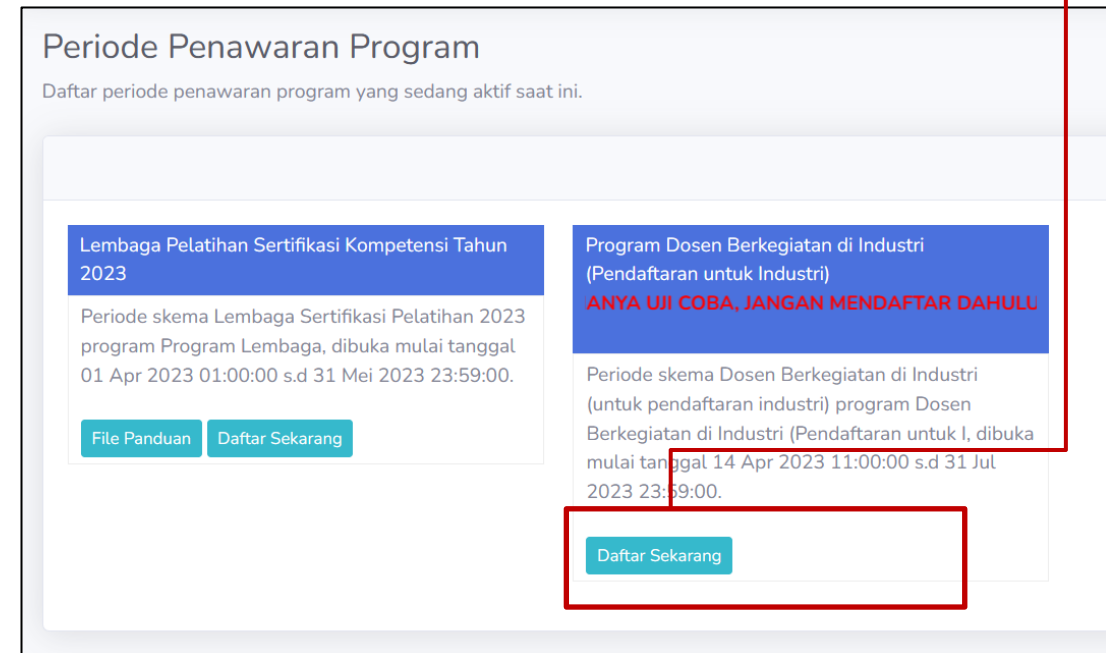 Periode Penawaran Program
Daftar periode penawaran program yang sedang aktif saat ini.
Lembaga Pelatihan Sertifikasi Kompetensi Tahun
2023
Periode skema Lembaga Sertifikasi Pelatihan 2023
program Program Lembaga, dibuka mulai tanggal
01 Apr 2023 01:00:00 s.d 31 Mei 2023 23:59:00.
File Panduan Daftar Sekarang
Program Dosen Berkegiatan di Industri
(Pendaftaran untuk Industri)
ANYA UJI COBA, JANGAN MENDAFTAR DAHULU
Periode skema Dosen Berkegiatan di Industri
(untuk pendaftaran industri) program Dosen
Berkegiatan di Industri (Pendaftaran untuk I, dibuka
mulai tanggal 14 Apr 2023 11:00:00 s.d 31 Jul
2023 23:59:00.
Daftar Sekarang